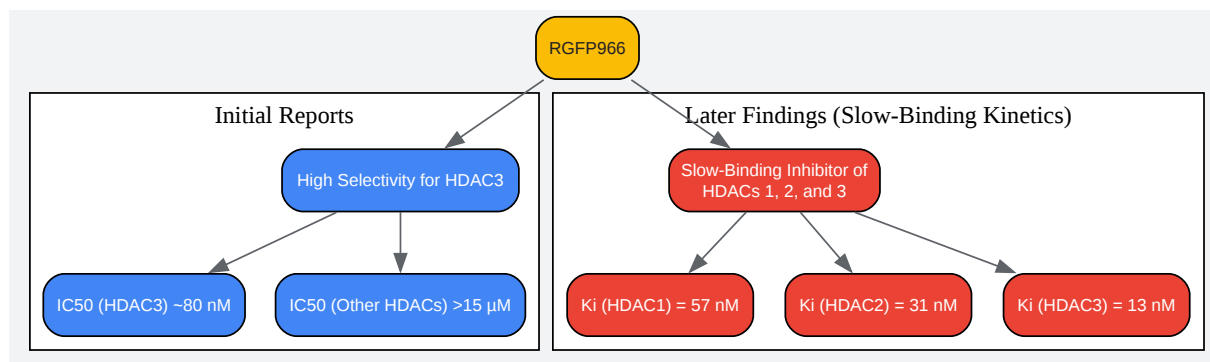 RGFP966
Initial Reports
High Selectivity for HDAC3
IC50 (HDAC3) ~80 nM
IC50 (Other HDACs) >15 µM
Later Findings (Slow-Binding Kinetics)
Slow-Binding Inhibitor of
HDACs 1, 2, and 3
Ki (HDAC1) = 57 nM
Ki (HDAC2) = 31 nM
Ki (HDAC3) = 13 nM